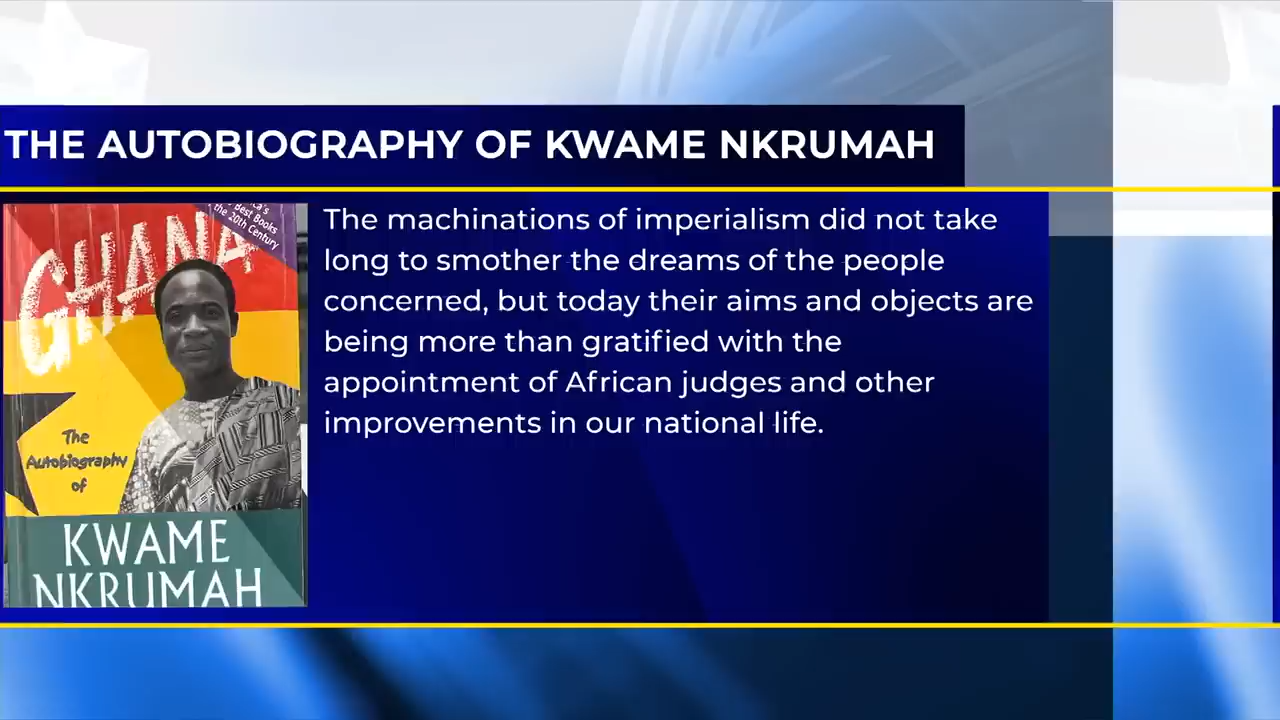 THE AUTOBIOGRAPHY OF KWAME NKRUMAH
The machinations of imperialism did not take
long to smother the dreams of the people
concerned, but today their aims and objects are
being more than gratified with the
appointment of African judges and other
improvements in our national life.
Best Books
the 20th Century
GHANA
The
Autobiography
of
KWAME
NKRUMAH